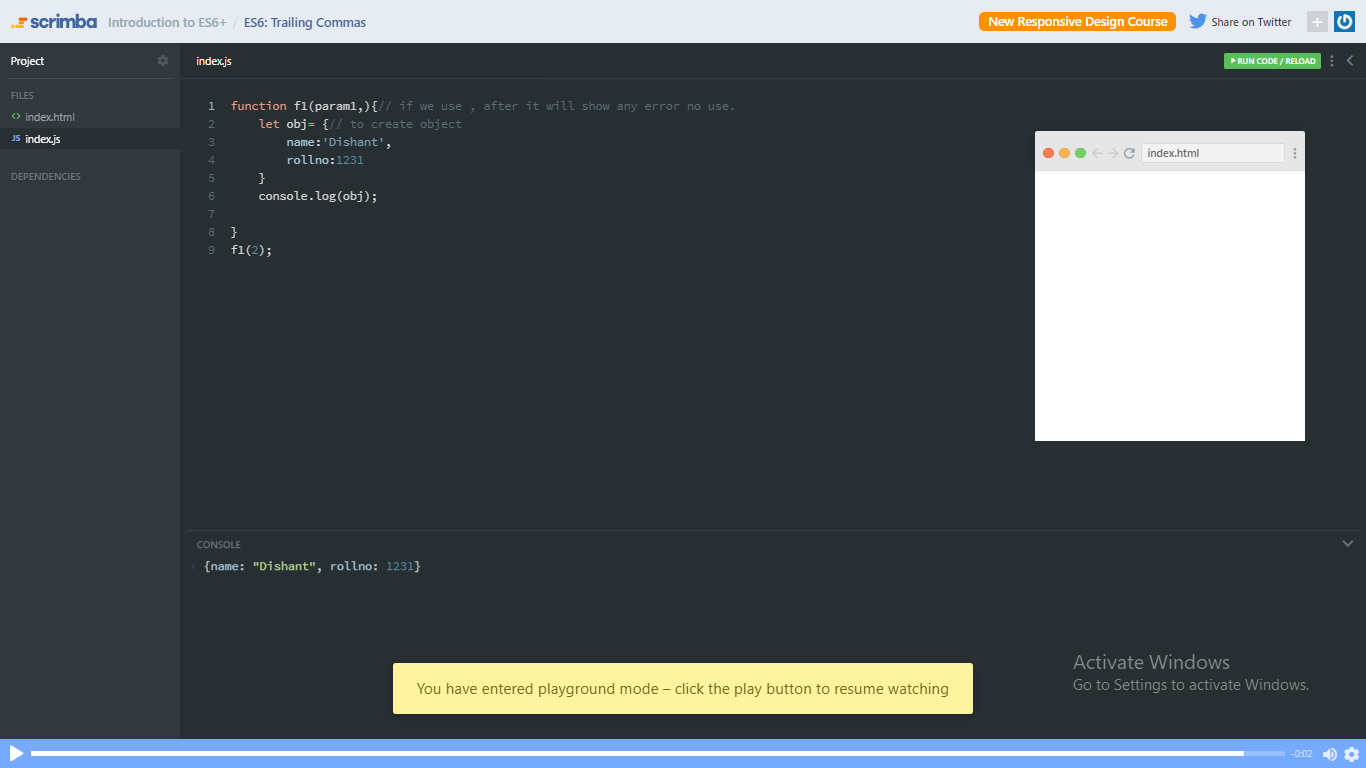 scrimba Introduction to ES6+ / ES6: Trailing Commas New Responsive Design Course Share on Twitter +
Project index.js RUN CODE / RELOAD
FILES
index.html
JS index.js
DEPENDENCIES
1 function f1(param1,){// if we use , after it will show any error no use.
2 let obj= {// to create object
3 name:'Dishant',
4 rollno:1231
5 }
6 console.log(obj);
7
8 }
9 f1(2);
index.html
CONSOLE
{name: "Dishant", rollno: 1231}
You have entered playground mode – click the play button to resume watching
Activate Windows
Go to Settings to activate Windows.
-0:02